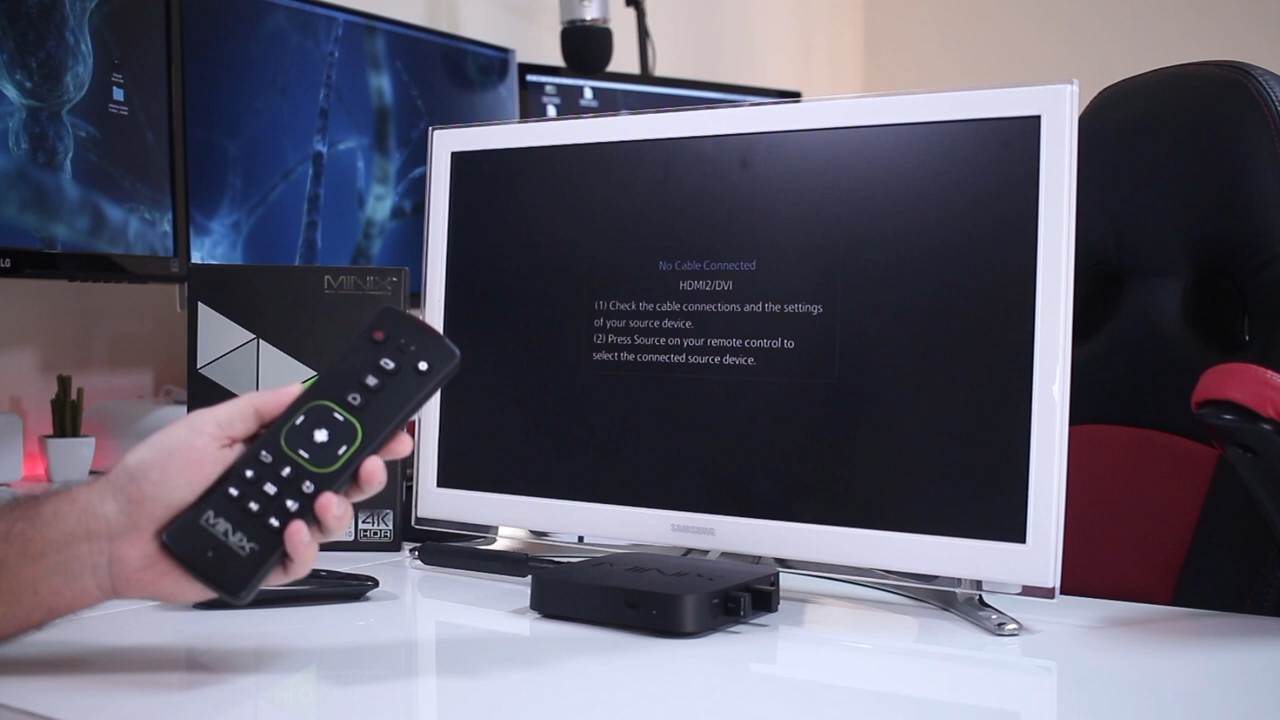 LG
MINIX
No Cable Connected
HDMI2/DVI
(1) Check the cable connections and the settings
of your source device.
(2) Press Source on your remote control to
select the connected source device.
MINIX
4K
HDR
SAMSUNG
MINIX